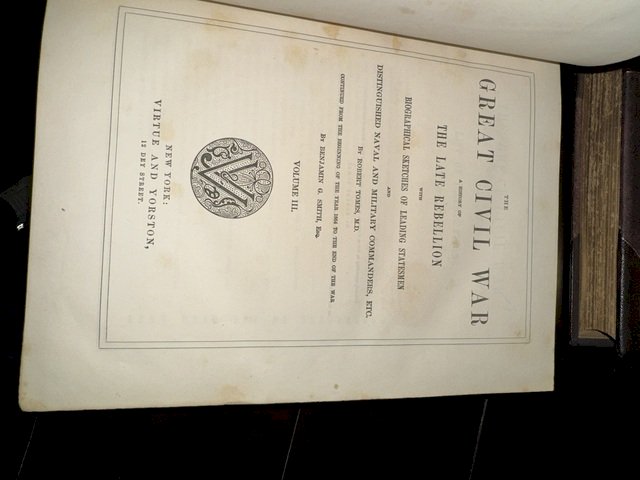 THE
GREAT CIVIL WAR
A HISTORY OF
THE LATE REBELLION
WITH
BIOGRAPHICAL SKETCHES OF LEADING STATESMEN
AND
DISTINGUISHED NAVAL AND MILITARY COMMANDERS, ETC.
BY ROBERT TOMES, M.D.
CONTINUED FROM THE BEGINNING OF THE YEAR 1864 TO THE END OF THE WAR
BY BENJAMIN G. SMITH, Esq.
VOLUME III.
NEW YORK:
VIRTUE AND YORSTON,
12 DEY STREET.